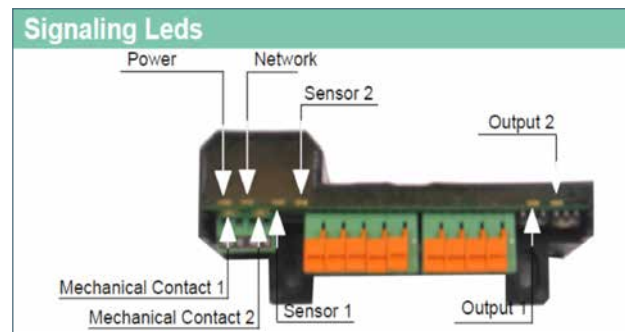 Signaling Leds
Power
Network
Sensor 2
Output 2
Mechanical Contact 1
Mechanical Contact 2
Sensor 1
Output 1